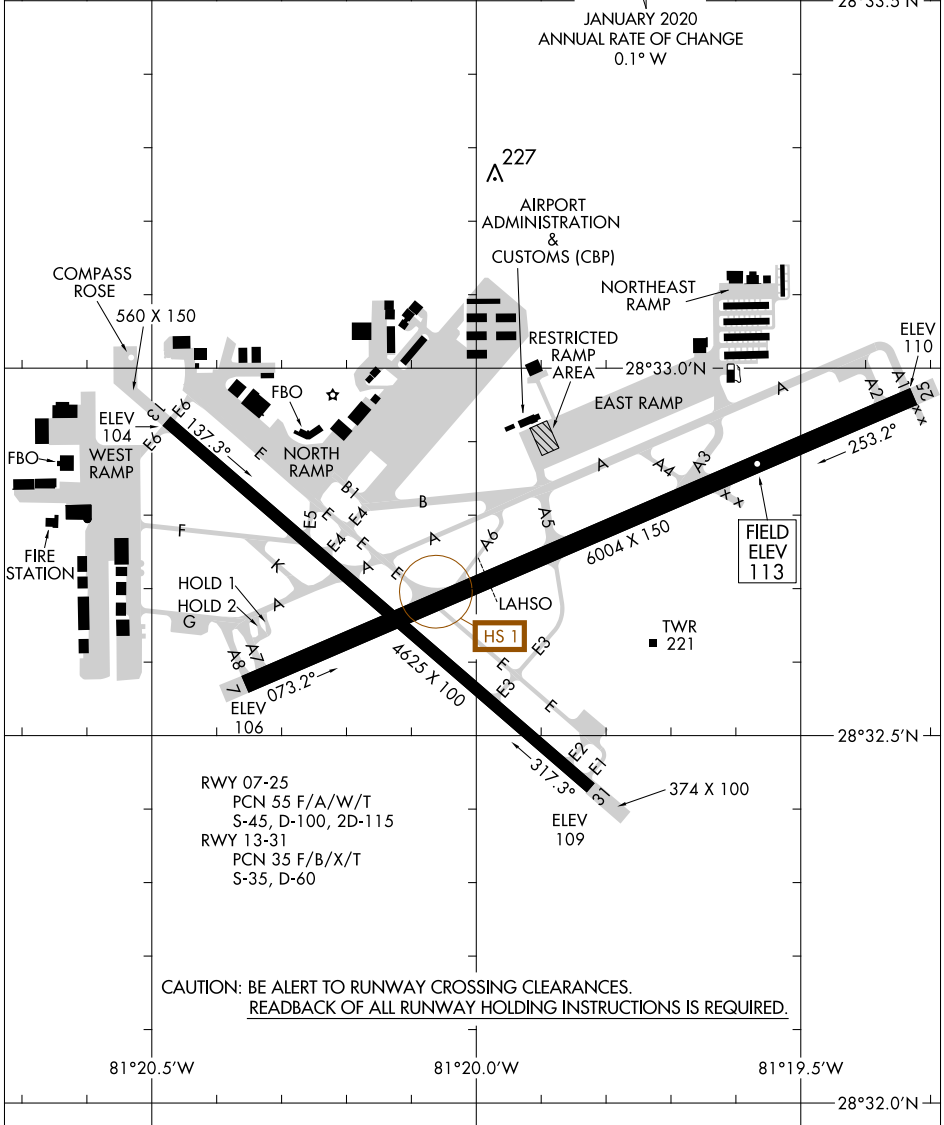 28°33.5'N
JANUARY 2020
ANNUAL RATE OF CHANGE
0.1° W
227
AIRPORT
ADMINISTRATION
&
CUSTOMS (CBP)
COMPASS
ROSE
560 X 150
NORTHEAST
RAMP
RESTRICTED
RAMP
AREA
28°33.0'N
ELEV
110
A1
A2
25
A
EAST RAMP
FBO
NORTH
RAMP
ELEV
104
13
E6
E6
137.3°
E
WEST
RAMP
FBO
FIRE
STATION
253.2°
A
A4
A3
x x
x x
B1
B
E5
E
E4
E4
E
A
A6
A5
6004 X 150
FIELD
ELEV
113
F
K
A
E
HOLD 1
HOLD 2
A
G
LAHSO
HS 1
TWR
221
A8
A7
7
073.2°
ELEV
106
4625 X 100
E
E3
E3
E
28°32.5'N
E2
E1
317.3°
31
374 X 100
ELEV
109
RWY 07-25
PCN 55 F/A/W/T
S-45, D-100, 2D-115
RWY 13-31
PCN 35 F/B/X/T
S-35, D-60
CAUTION: BE ALERT TO RUNWAY CROSSING CLEARANCES.
READBACK OF ALL RUNWAY HOLDING INSTRUCTIONS IS REQUIRED.
81°20.5'W
81°20.0'W
81°19.5'W
28°32.0'N